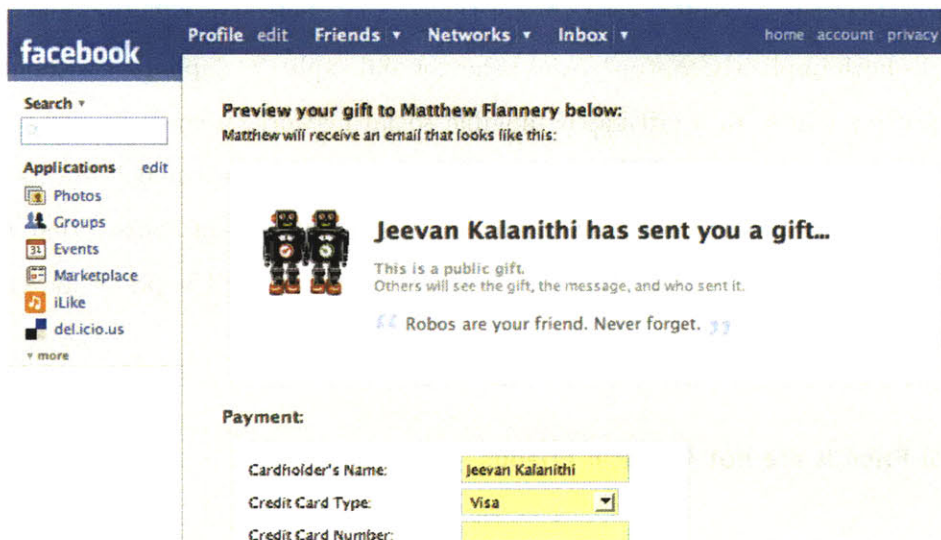 facebook
Profile edit Friends Networks Inbox home account privacy
Search
Applications edit
Photos
Groups
31 Events
Marketplace
iLike
del.icio.us
more
Preview your gift to Matthew Flannery below:
Matthew will receive an email that looks like this:
Jeevan Kalanithi has sent you a gift...
This is a public gift.
Others will see the gift, the message, and who sent it.
“ Robos are your friend. Never forget. ”
Payment:
Cardholder's Name: Jeevan Kalanithi
Credit Card Type: Visa
Credit Card Number: